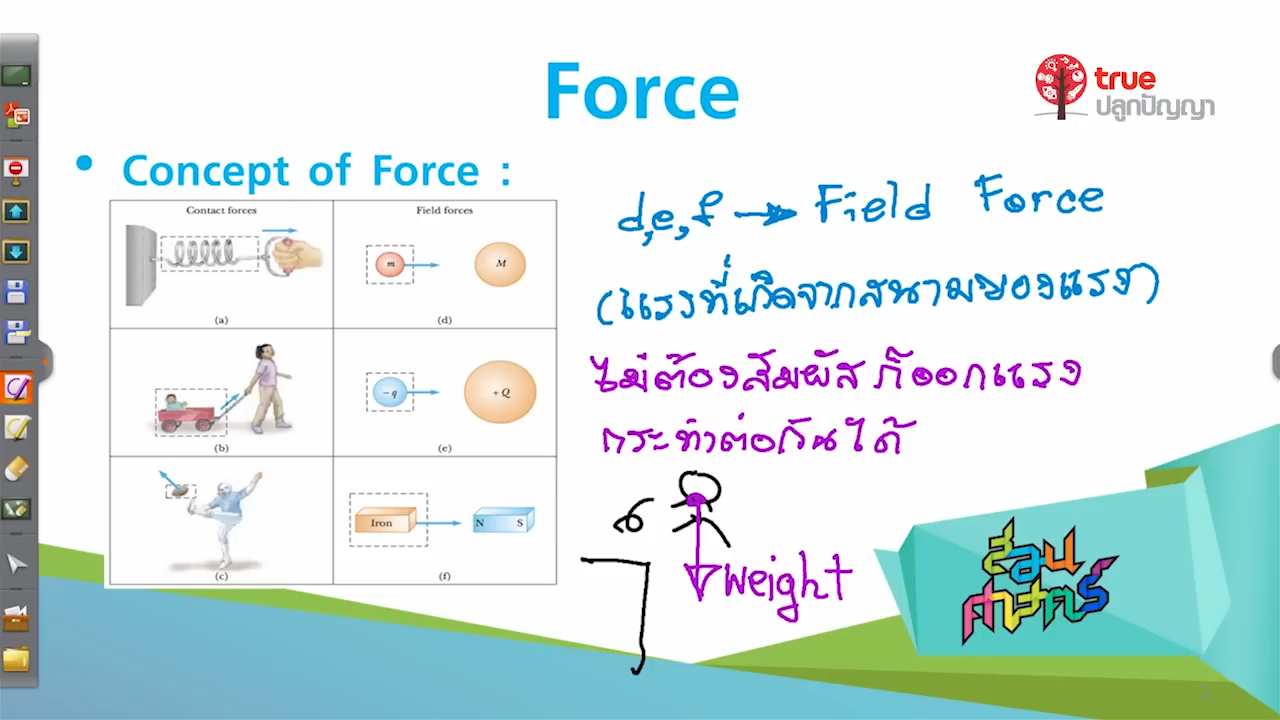 Force
true
ปลูกปัญญา
• Concept of Force :
Contact forces
Field forces
m
M
(a)
(d)
-q
+Q
(b)
(e)
Iron
N S
(c)
(f)
d,e,f → Field Force
(แรงที่เกิดจากสนามของแรง)
ไม่ต้องสัมผัส ก็ออกแรง
กระทำต่อกันได้
weight
สอน
ศาสตร์
2